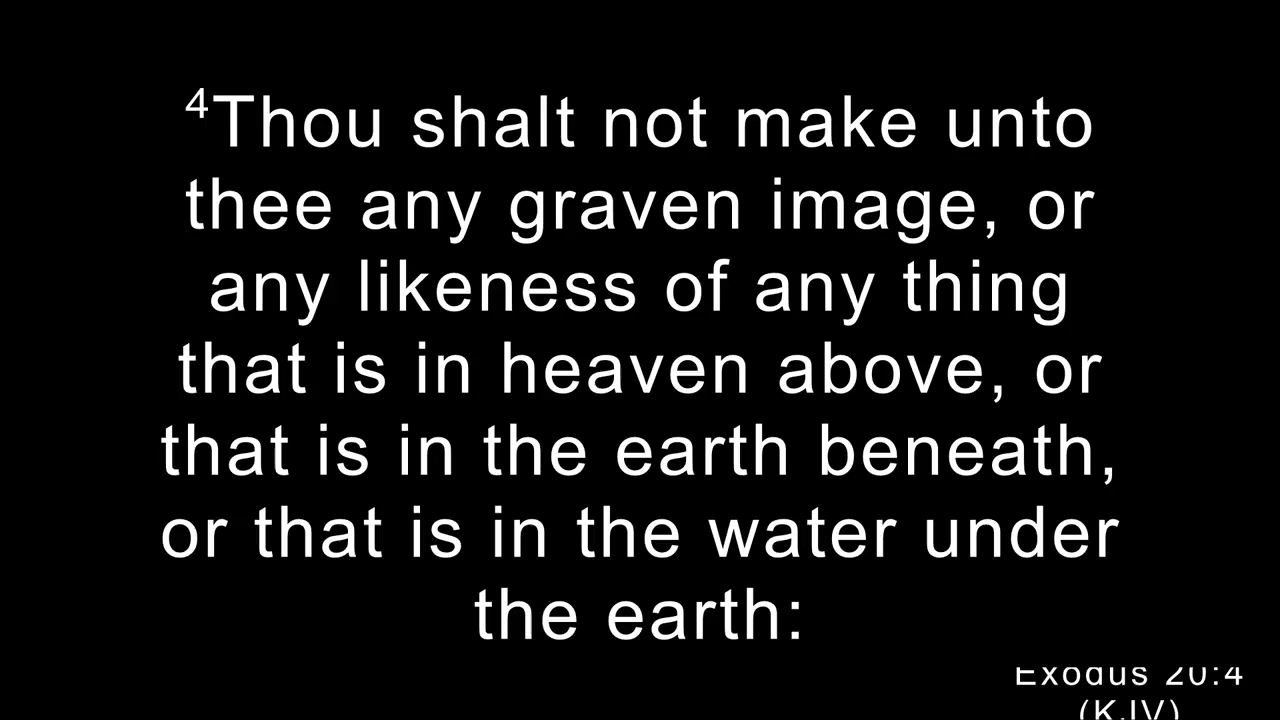 ⁴Thou shalt not make unto
thee any graven image, or
any likeness of any thing
that is in heaven above, or
that is in the earth beneath,
or that is in the water under
the earth:
Exodus 20:4
(KJV)